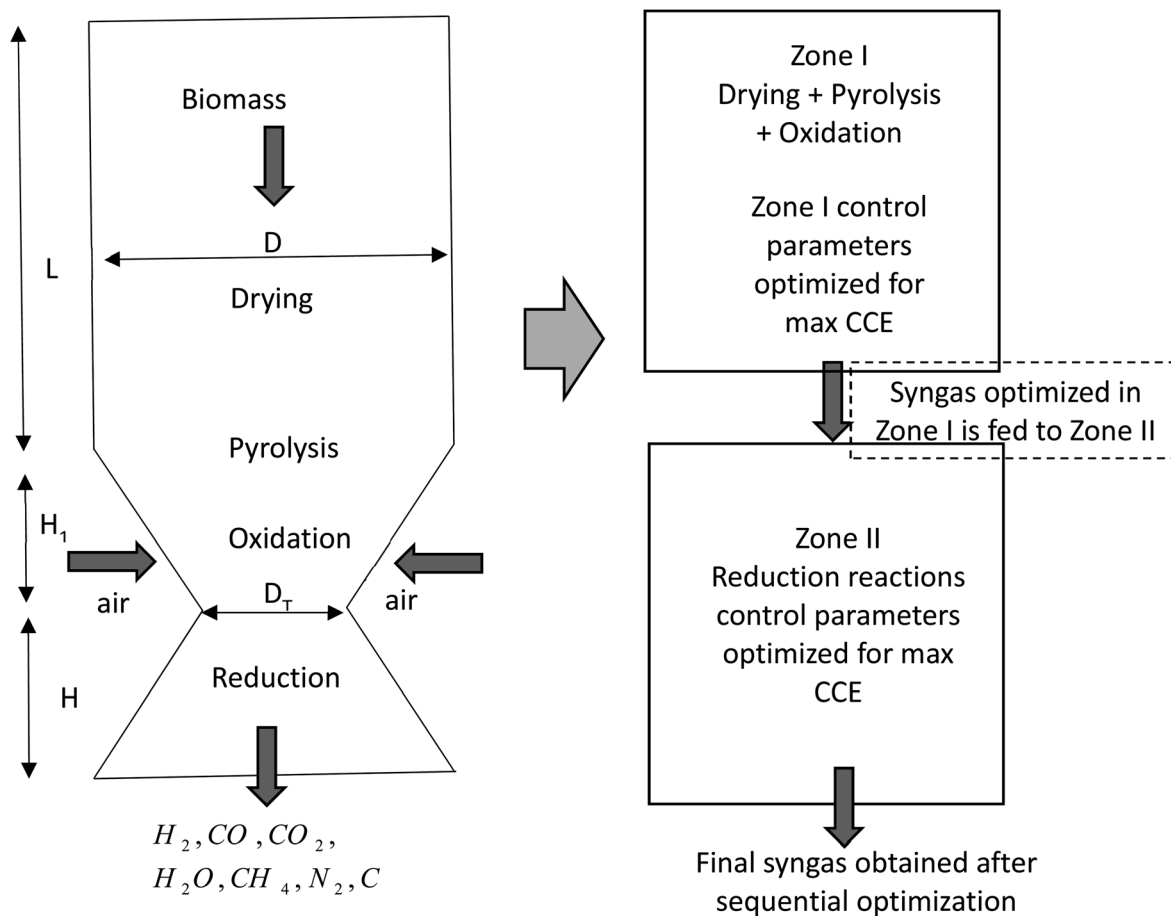 Biomass
D
L
Drying
Pyrolysis
H₁
Oxidation
air
air
D_T
Reduction
H
H₂, CO, CO₂,
H₂O, CH₄, N₂, C
Zone I
Drying + Pyrolysis
+ Oxidation
Zone I control
parameters
optimized for
max CCE
Syngas optimized in
Zone I is fed to Zone II
Zone II
Reduction reactions
control parameters
optimized for max
CCE
Final syngas obtained after
sequential optimization